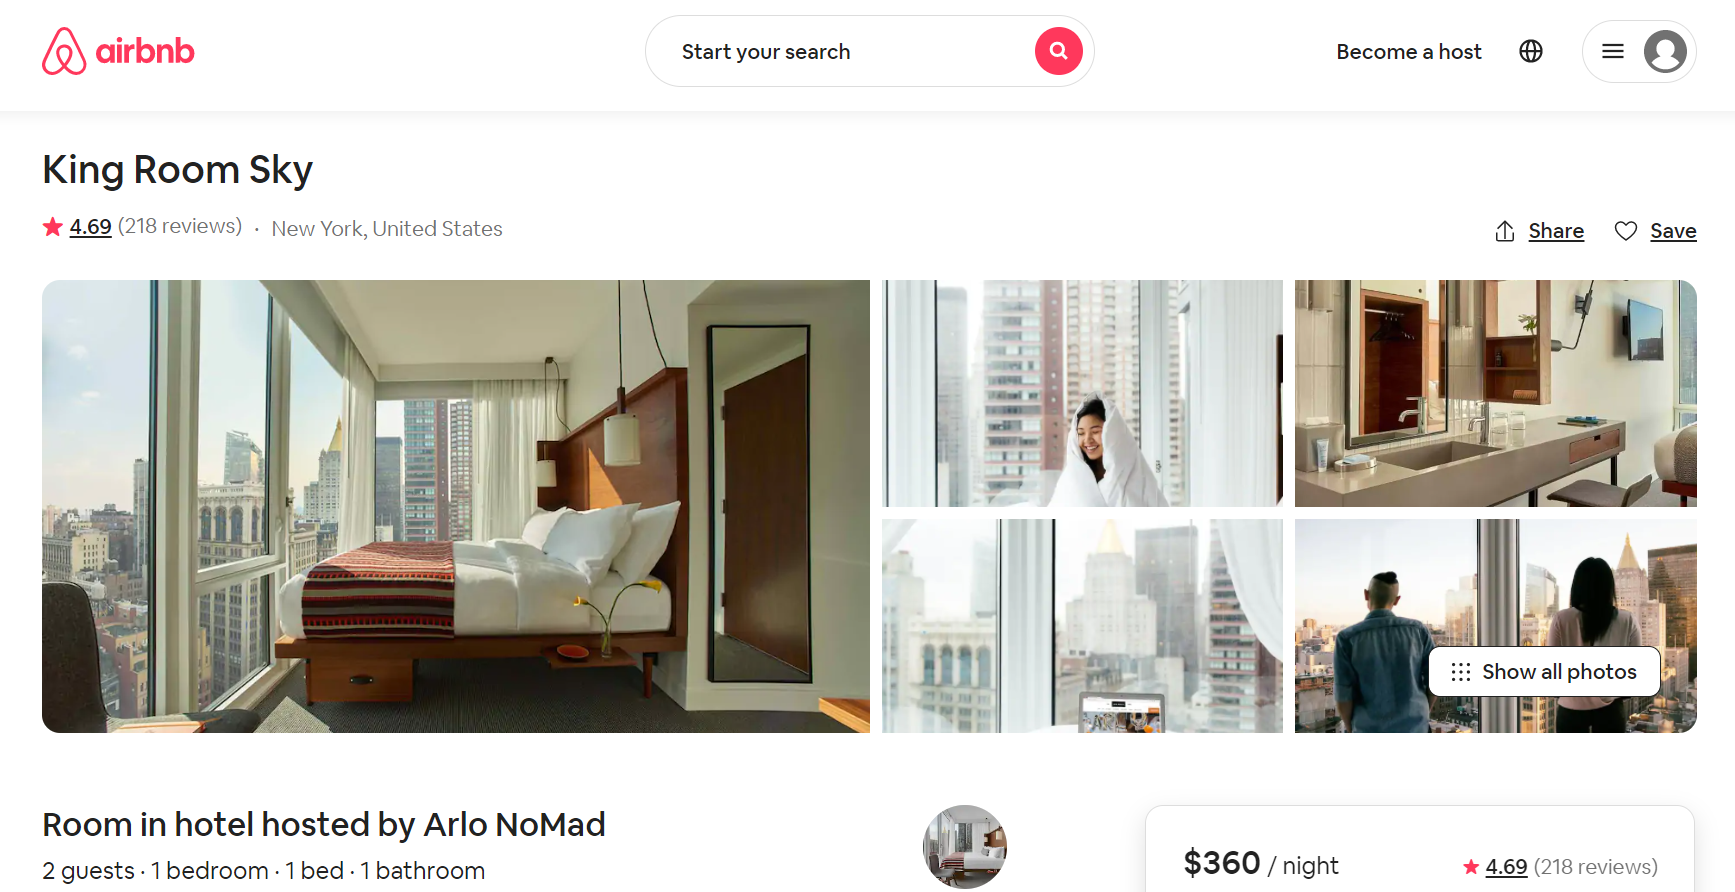 airbnb
Start your search
Become a host
King Room Sky
4.69 (218 reviews) · New York, United States
Share
Save
Show all photos
Room in hotel hosted by Arlo NoMad
2 guests · 1 bedroom · 1 bed · 1 bathroom
$360 / night
4.69 (218 reviews)